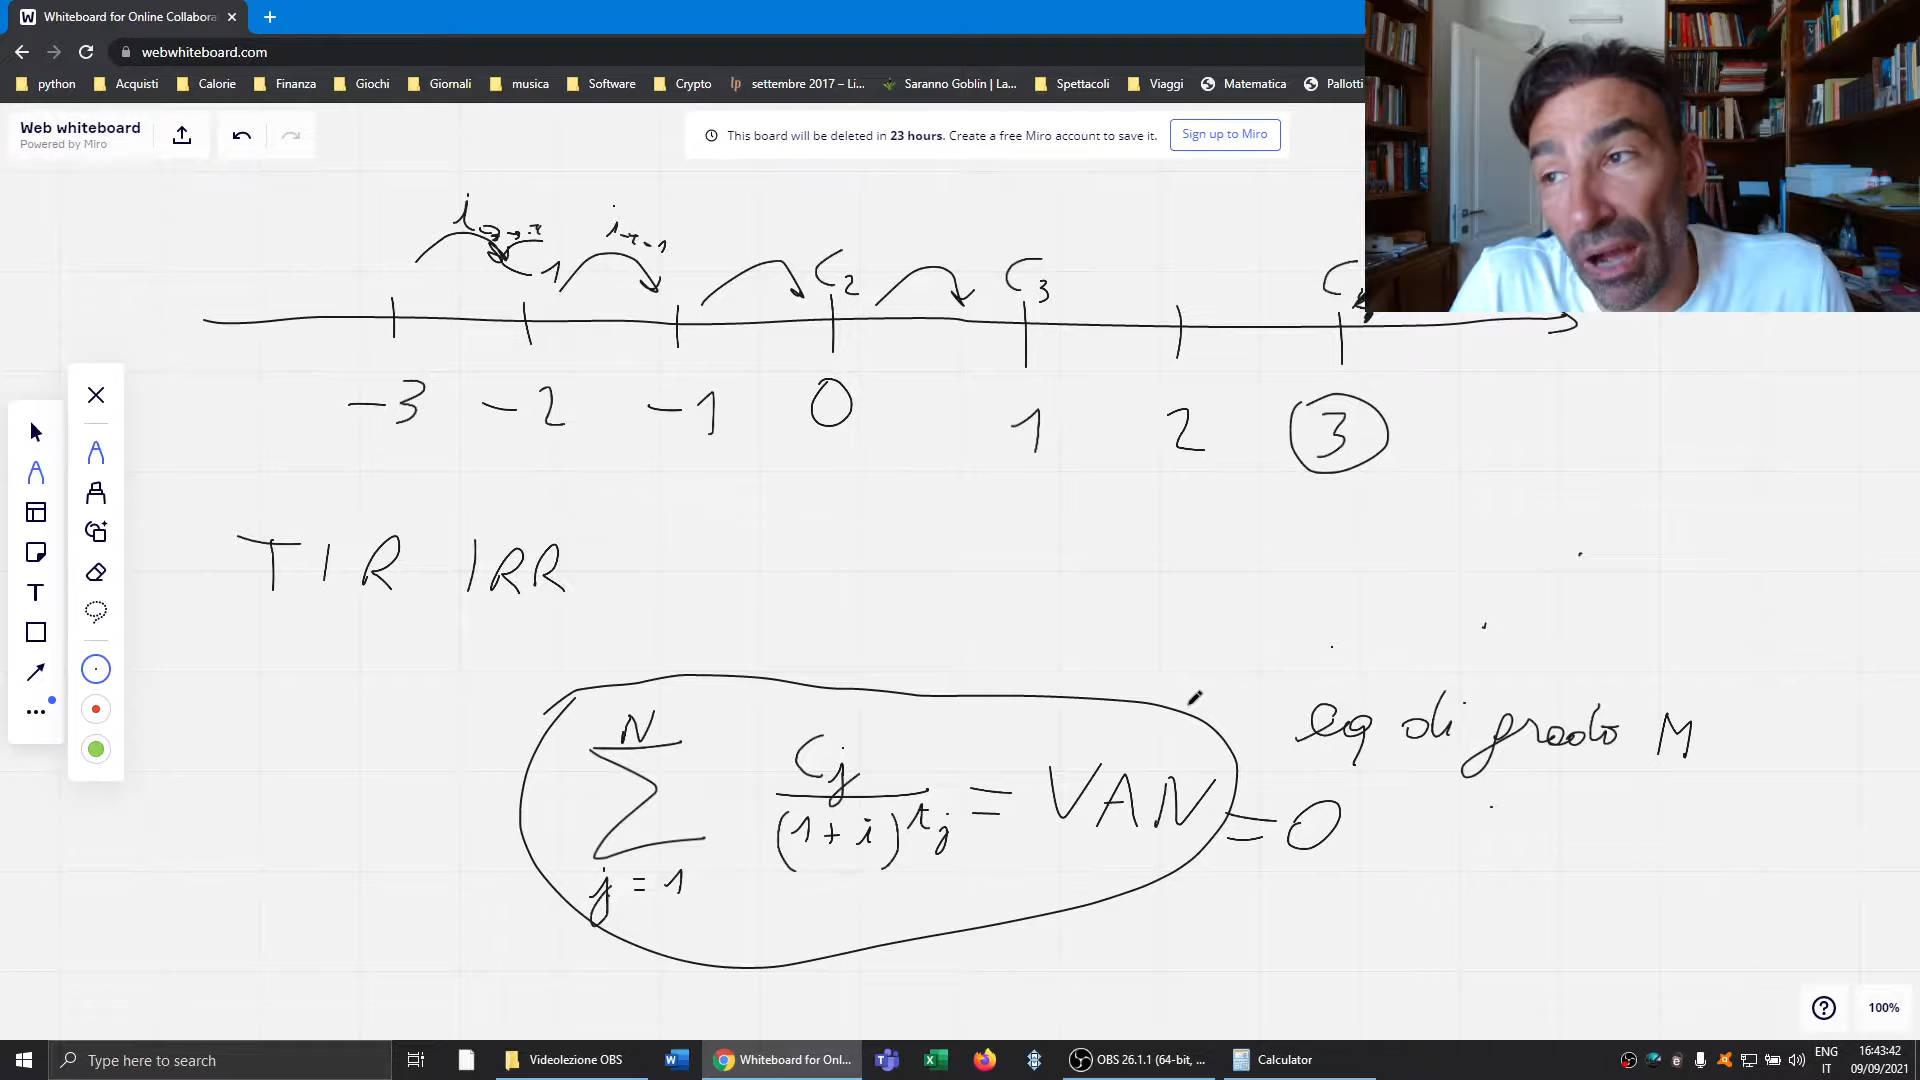 Whiteboard for Online Collabora
webwhiteboard.com
python Acquisti Calorie Finanza Giochi Giornali musica Software Crypto settembre 2017 – Li... Saranno Goblin | La... Spettacoli Viaggi Matematica Pallotti
Web whiteboard
Powered by Miro
This board will be deleted in 23 hours. Create a free Miro account to save it. Sign up to Miro
C2 C3
-3 -2 -1 0 1 2 3
TIR IRR
eq di grado M
N
∑ Cj/(1+i)^tj = VAN = 0
j = 1
100%
Type here to search
Videolezione OBS
Whiteboard for Onl...
OBS 26.1.1 (64-bit, ...
Calculator
ENG
IT
16:43:42
09/09/2021